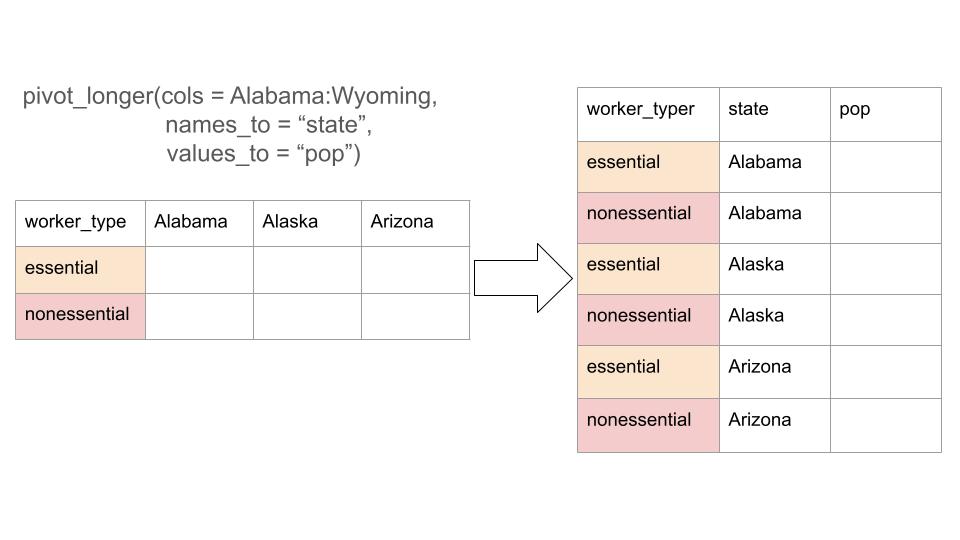 pivot_longer(cols = Alabama:Wyoming,
names_to = “state”,
values_to = “pop”)
worker_type Alabama Alaska Arizona
essential
nonessential
worker_typer state pop
essential Alabama
nonessential Alabama
essential Alaska
nonessential Alaska
essential Arizona
nonessential Arizona